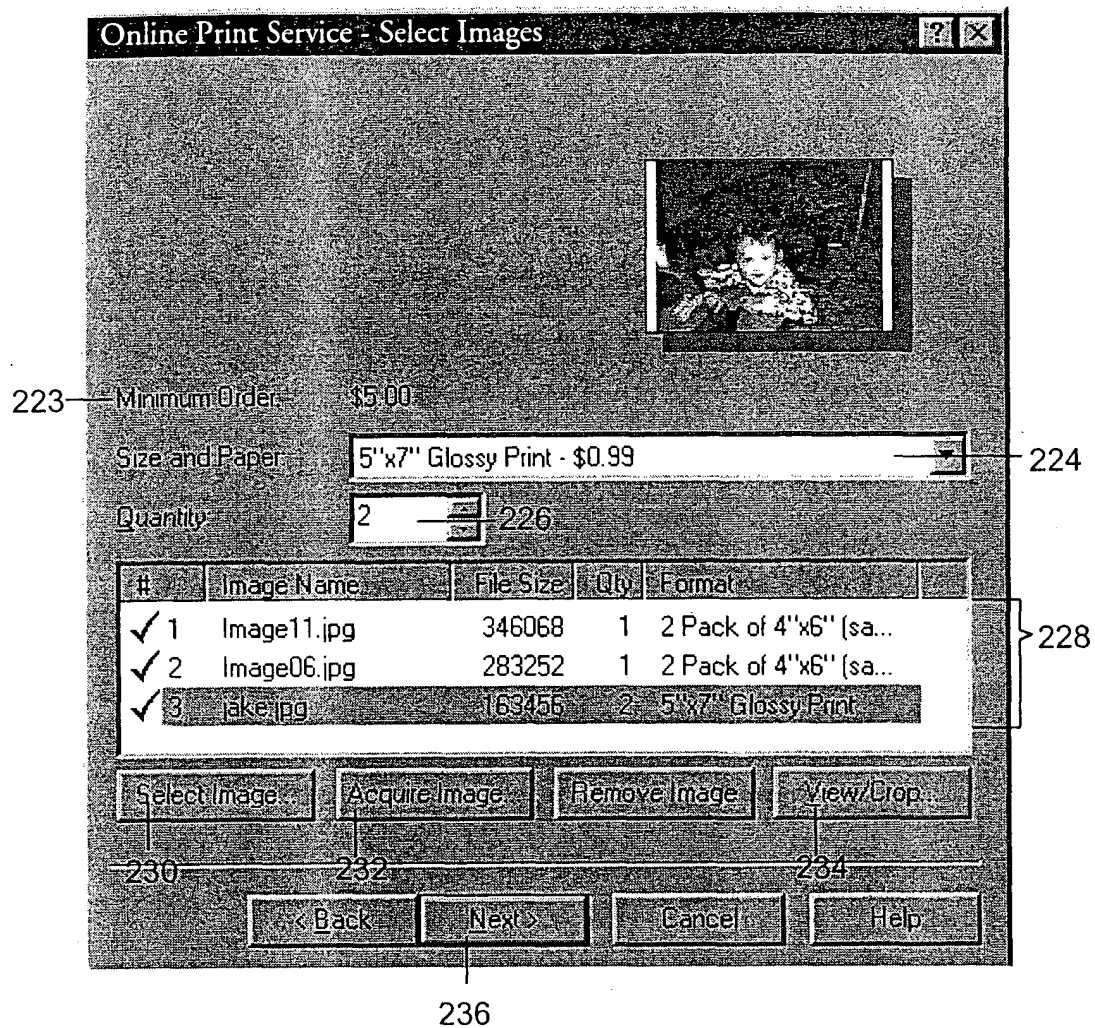 Online Print Service - Select Images ? X
223 Minimum Order: $5.00
Size and Paper: 5"x7" Glossy Print - $0.99 224
Quantity: 2 226
# Image Name File Size Qty Format
1 Image11.jpg 346068 1 2 Pack of 4"x6" (sa...
2 Image06.jpg 283252 1 2 Pack of 4"x6" (sa...
3 jake.jpg 163456 2 5"x7" Glossy Print
228
Select Image... Acquire Image... Remove Image View/Crop...
230 232 234
< Back Next > Cancel Help
236